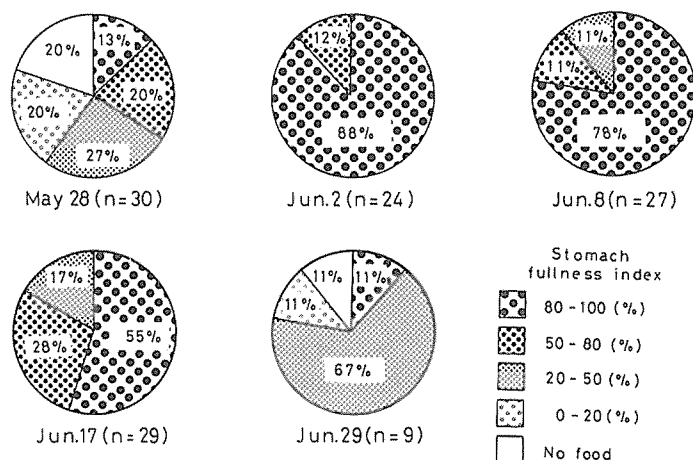 20%
13%
20%
20%
27%
May 28 (n=30)
12%
88%
Jun.2 (n=24)
11%
11%
78%
Jun.8 (n=27)
17%
55%
28%
Jun.17 (n=29)
11%
11%
11%
67%
Jun.29 (n=9)
Stomach
fullness index
80-100 (%)
50-80 (%)
20-50 (%)
0-20 (%)
No food